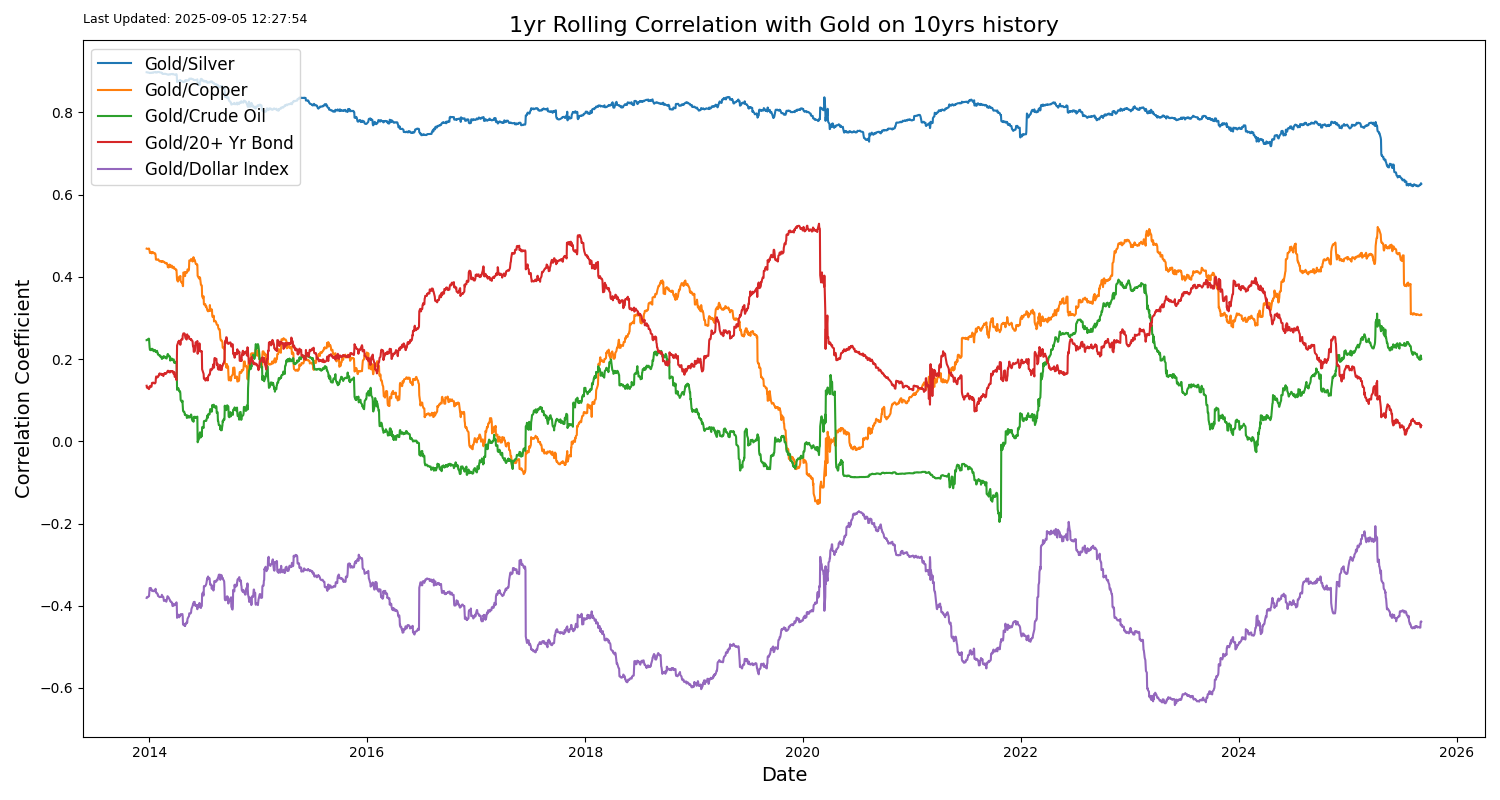 Last Updated: 2025-09-05 12:27:54
1yr Rolling Correlation with Gold on 10yrs history
Gold/Silver
Gold/Copper
Gold/Crude Oil
Gold/20+ Yr Bond
Gold/Dollar Index
Correlation Coefficient
0.8
0.6
0.4
0.2
0.0
−0.2
−0.4
−0.6
2014 2016 2018 2020 2022 2024 2026
Date